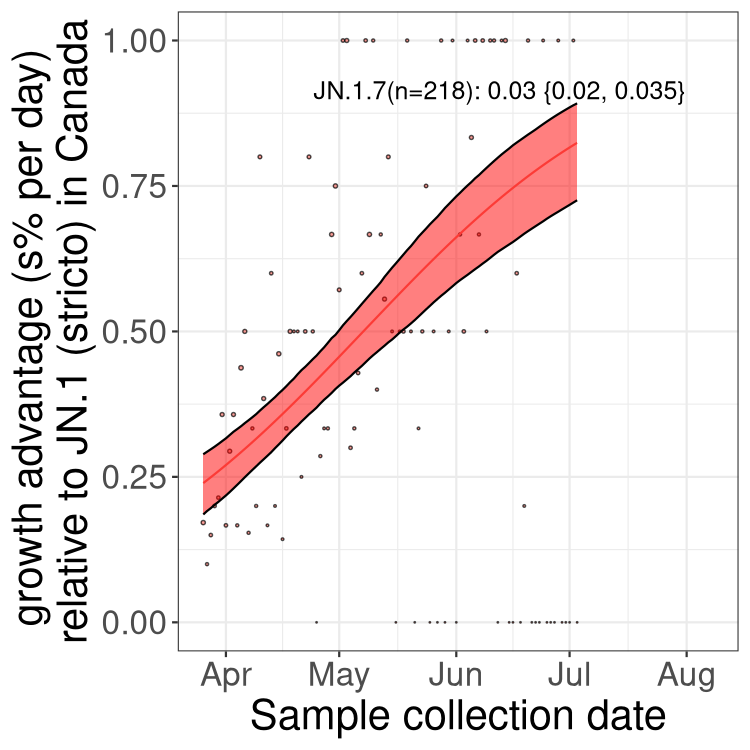 growth advantage (s% per day)
relative to JN.1 (stricto) in Canada
1.00
0.75
0.50
0.25
0.00
JN.1.7(n=218): 0.03 {0.02, 0.035}
Apr May Jun Jul Aug
Sample collection date